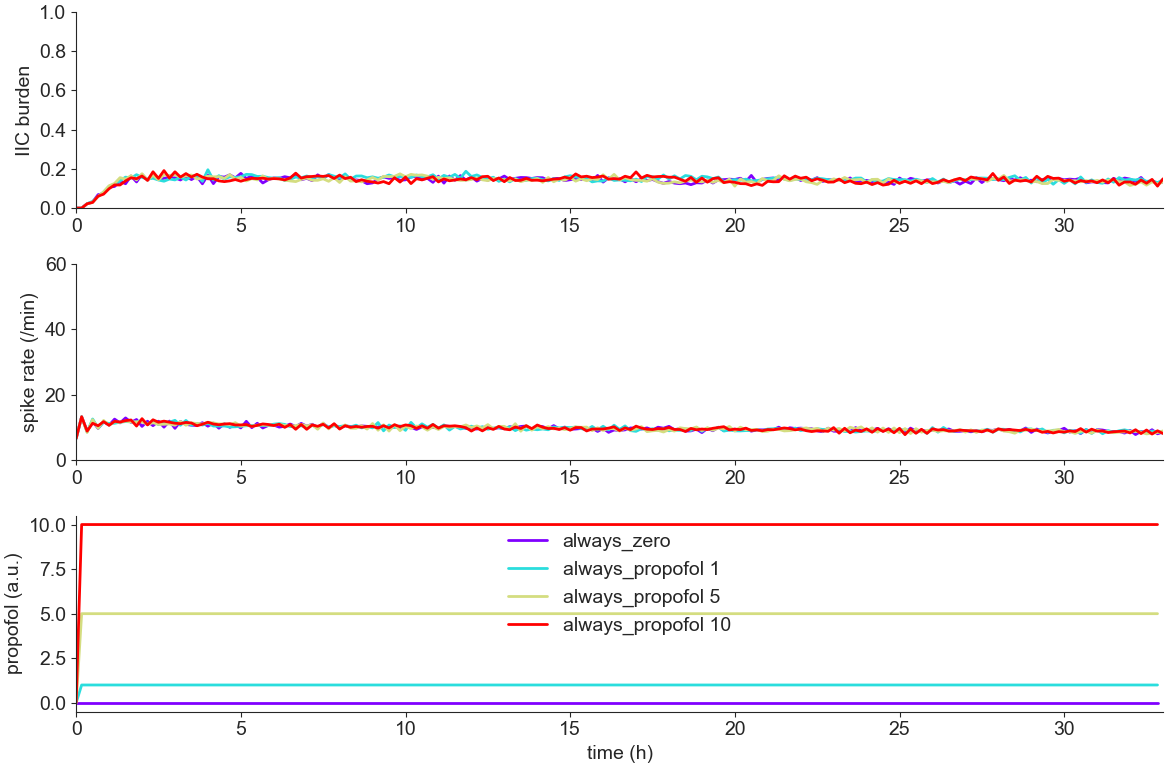 IIC burden
1.0
0.8
0.6
0.4
0.2
0.0
0 5 10 15 20 25 30
spike rate (/min)
60
40
20
0
0 5 10 15 20 25 30
propofol (a.u.)
10.0
7.5
5.0
2.5
0.0
always_zero
always_propofol 1
always_propofol 5
always_propofol 10
0 5 10 15 20 25 30
time (h)